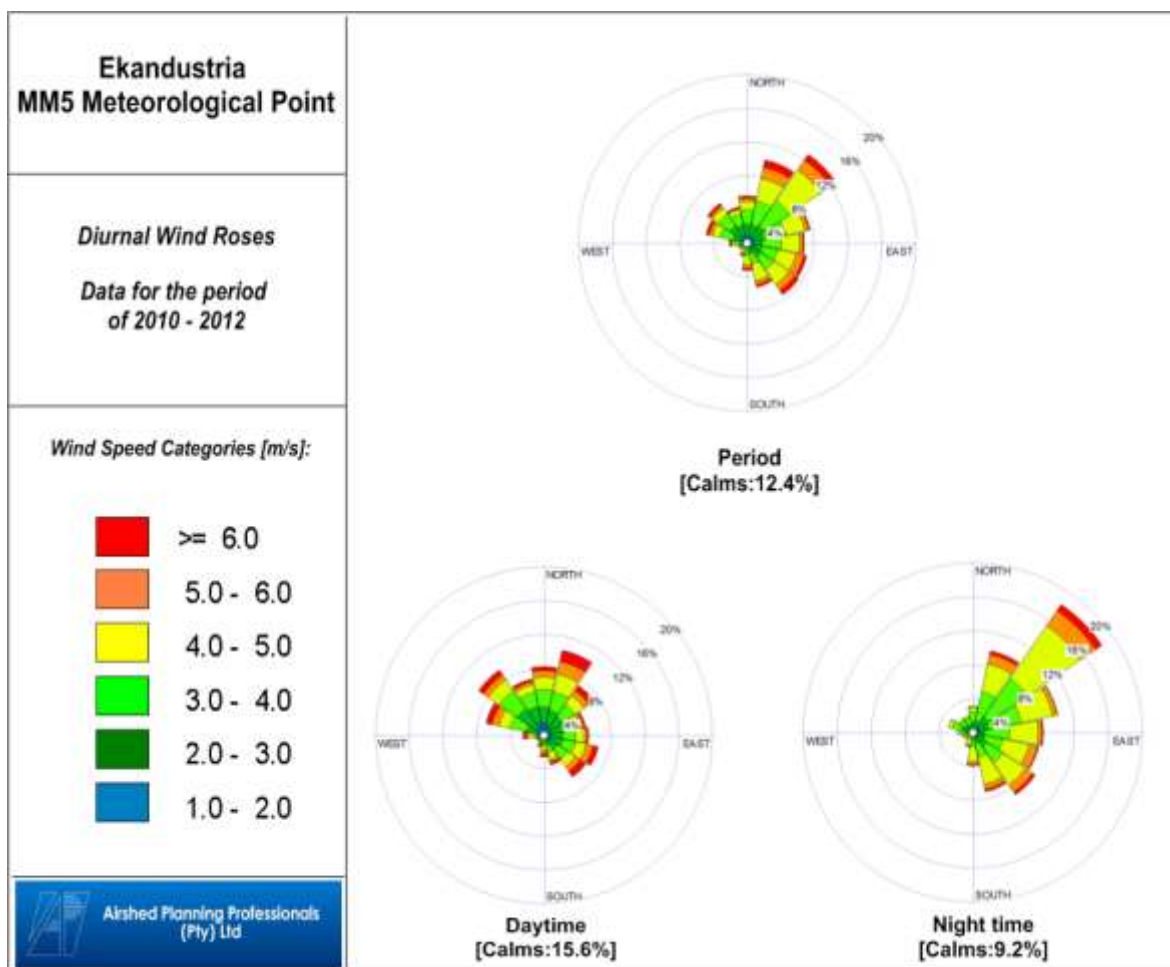 Ekandustria
MM5 Meteorological Point
Diurnal Wind Roses
Data for the period
of 2010 - 2012
Wind Speed Categories [m/s]:
>= 6.0
5.0 - 6.0
4.0 - 5.0
3.0 - 4.0
2.0 - 3.0
1.0 - 2.0
Airshed Planning Professionals
(Pty) Ltd
NORTH
20%
16%
12%
8%
4%
WEST
EAST
SOUTH
Period
[Calms:12.4%]
NORTH
20%
16%
12%
8%
4%
WEST
EAST
SOUTH
Daytime
[Calms:15.6%]
NORTH
20%
16%
12%
8%
4%
WEST
EAST
SOUTH
Night time
[Calms:9.2%]